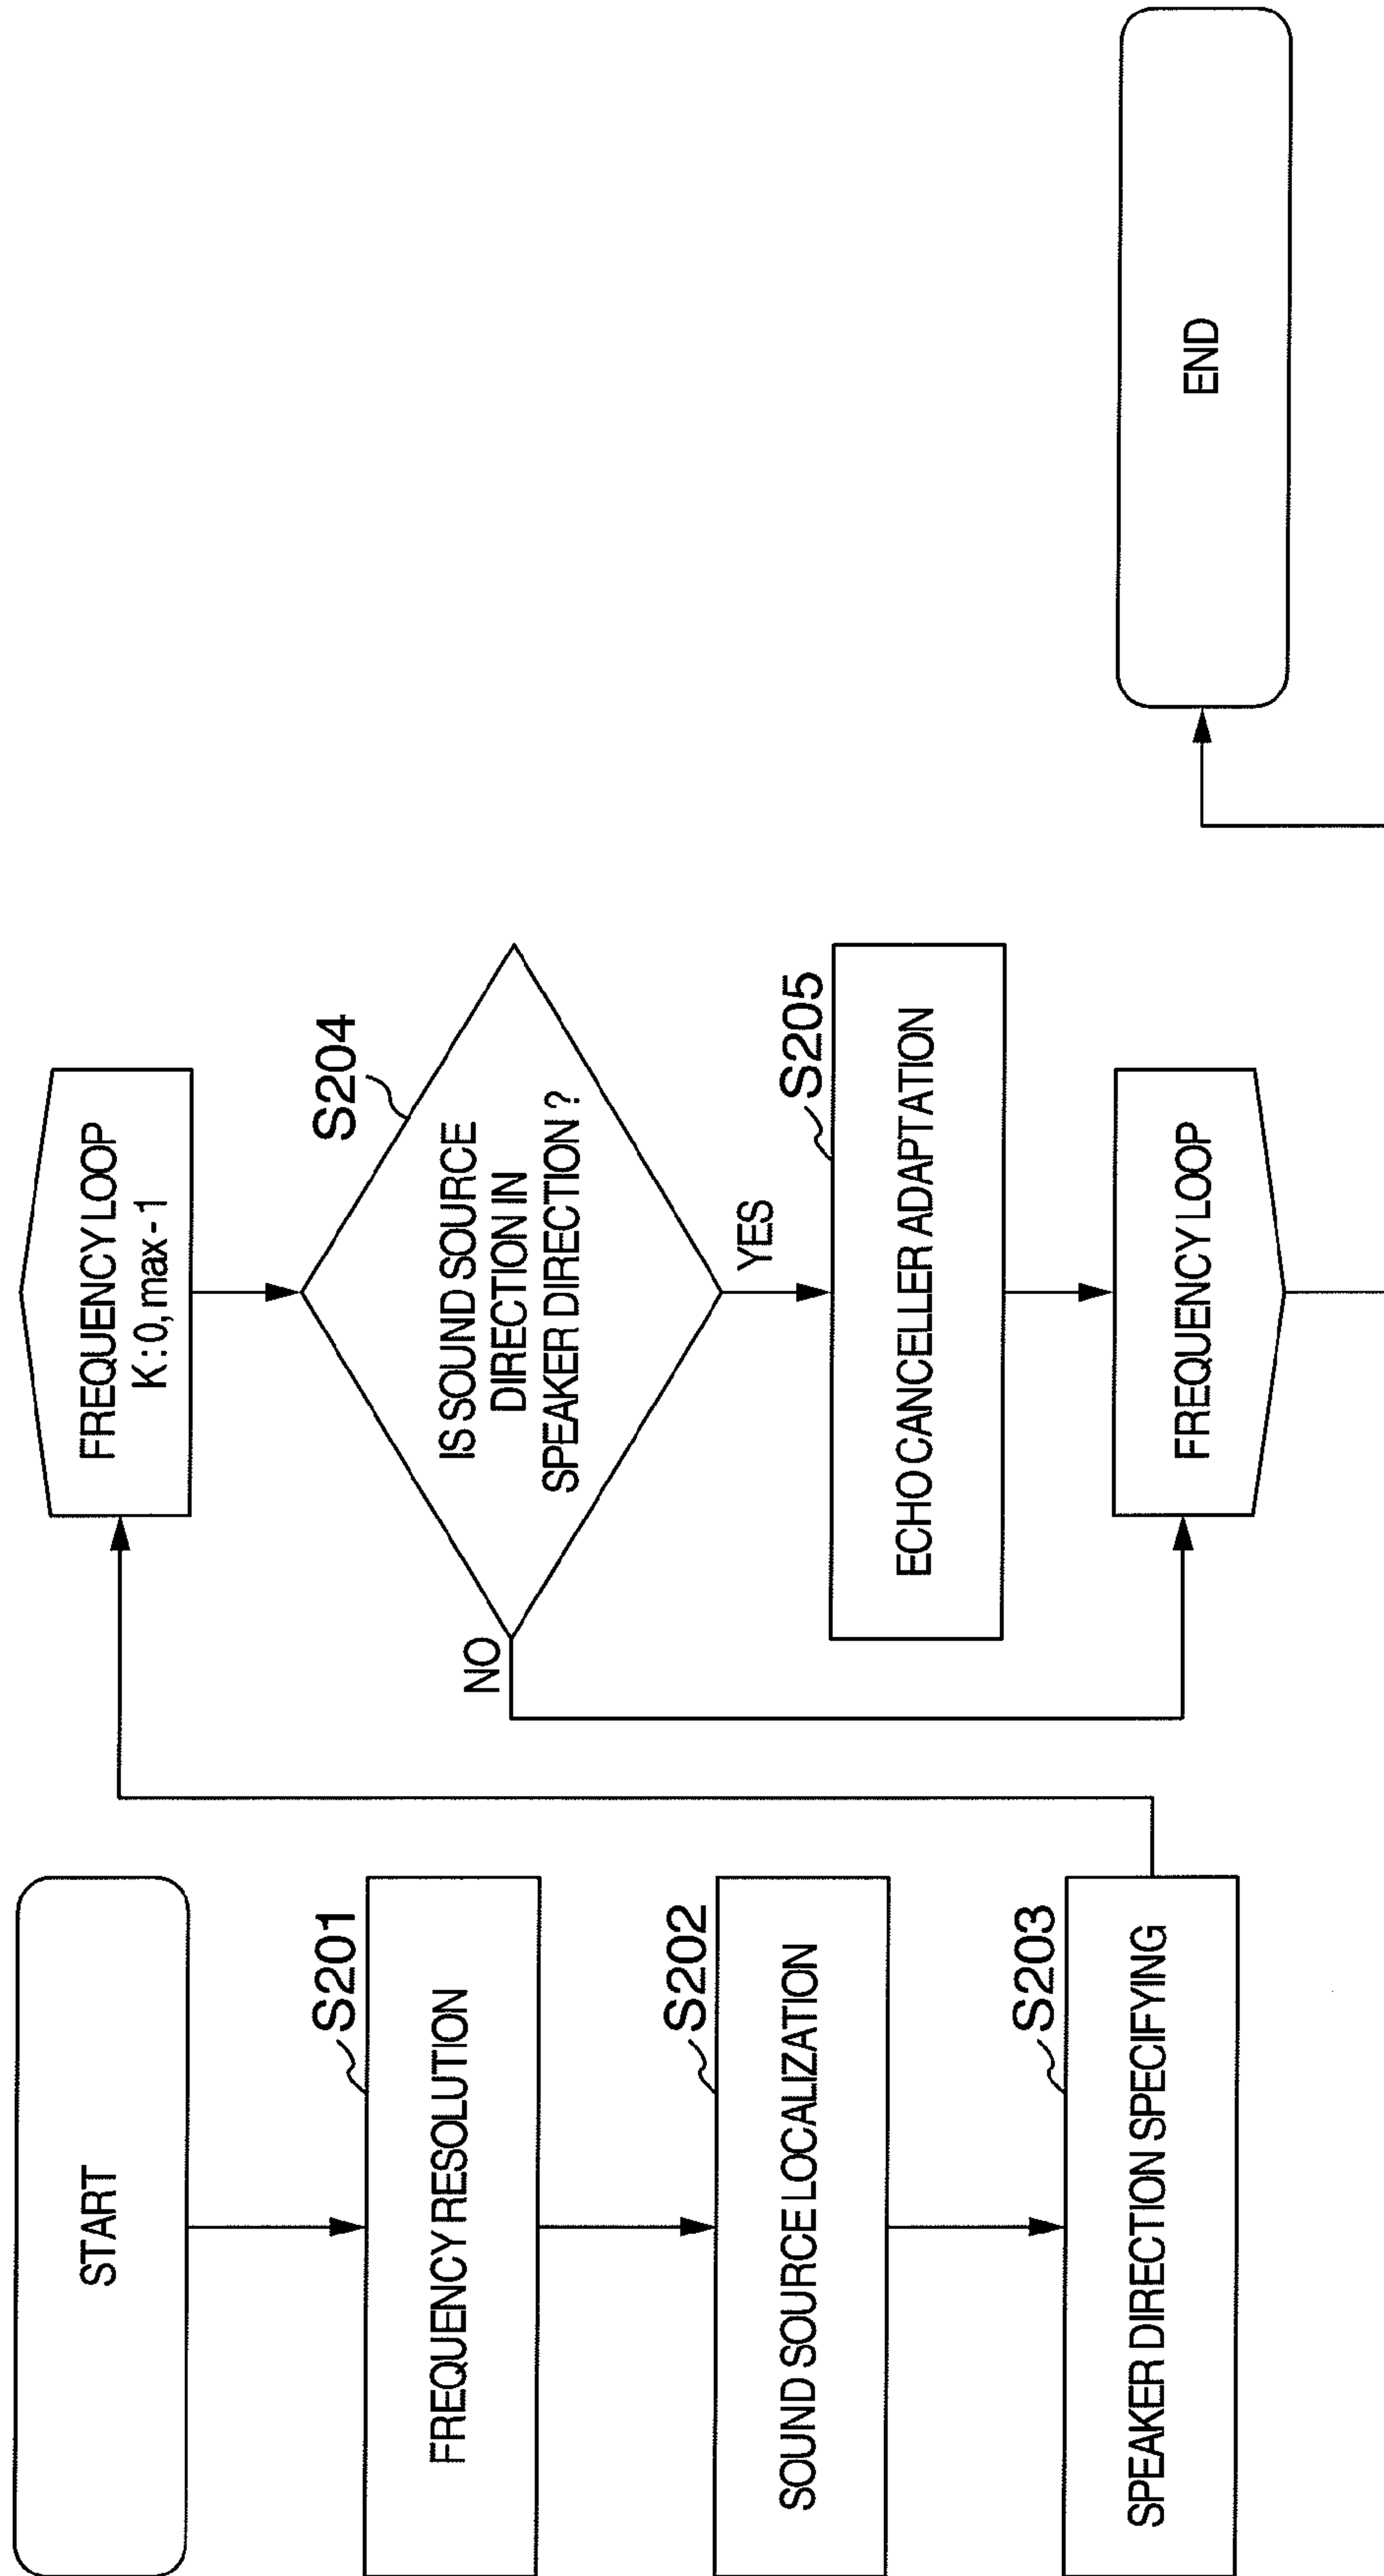 START
S201
FREQUENCY RESOLUTION
S202
SOUND SOURCE LOCALIZATION
S203
SPEAKER DIRECTION SPECIFYING
FREQUENCY LOOP
K:0,max-1
S204
IS SOUND SOURCE
DIRECTION IN
SPEAKER DIRECTION ?
NO
YES
S205
ECHO CANCELLER ADAPTATION
FREQUENCY LOOP
END